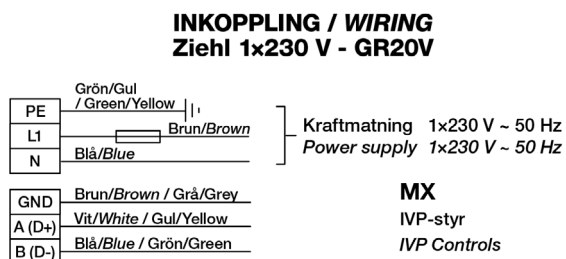 INKOPPLING / WIRING
Ziehl 1×230 V - GR20V
Grön/Gul
/ Green/Yellow
PE
L1
Brun/Brown
N
Blå/Blue
Kraftmatning 1×230 V ~ 50 Hz
Power supply 1×230 V ~ 50 Hz
GND
Brun/Brown / Grå/Grey
A (D+)
Vit/White / Gul/Yellow
B (D-)
Blå/Blue / Grön/Green
MX
IVP-styr
IVP Controls